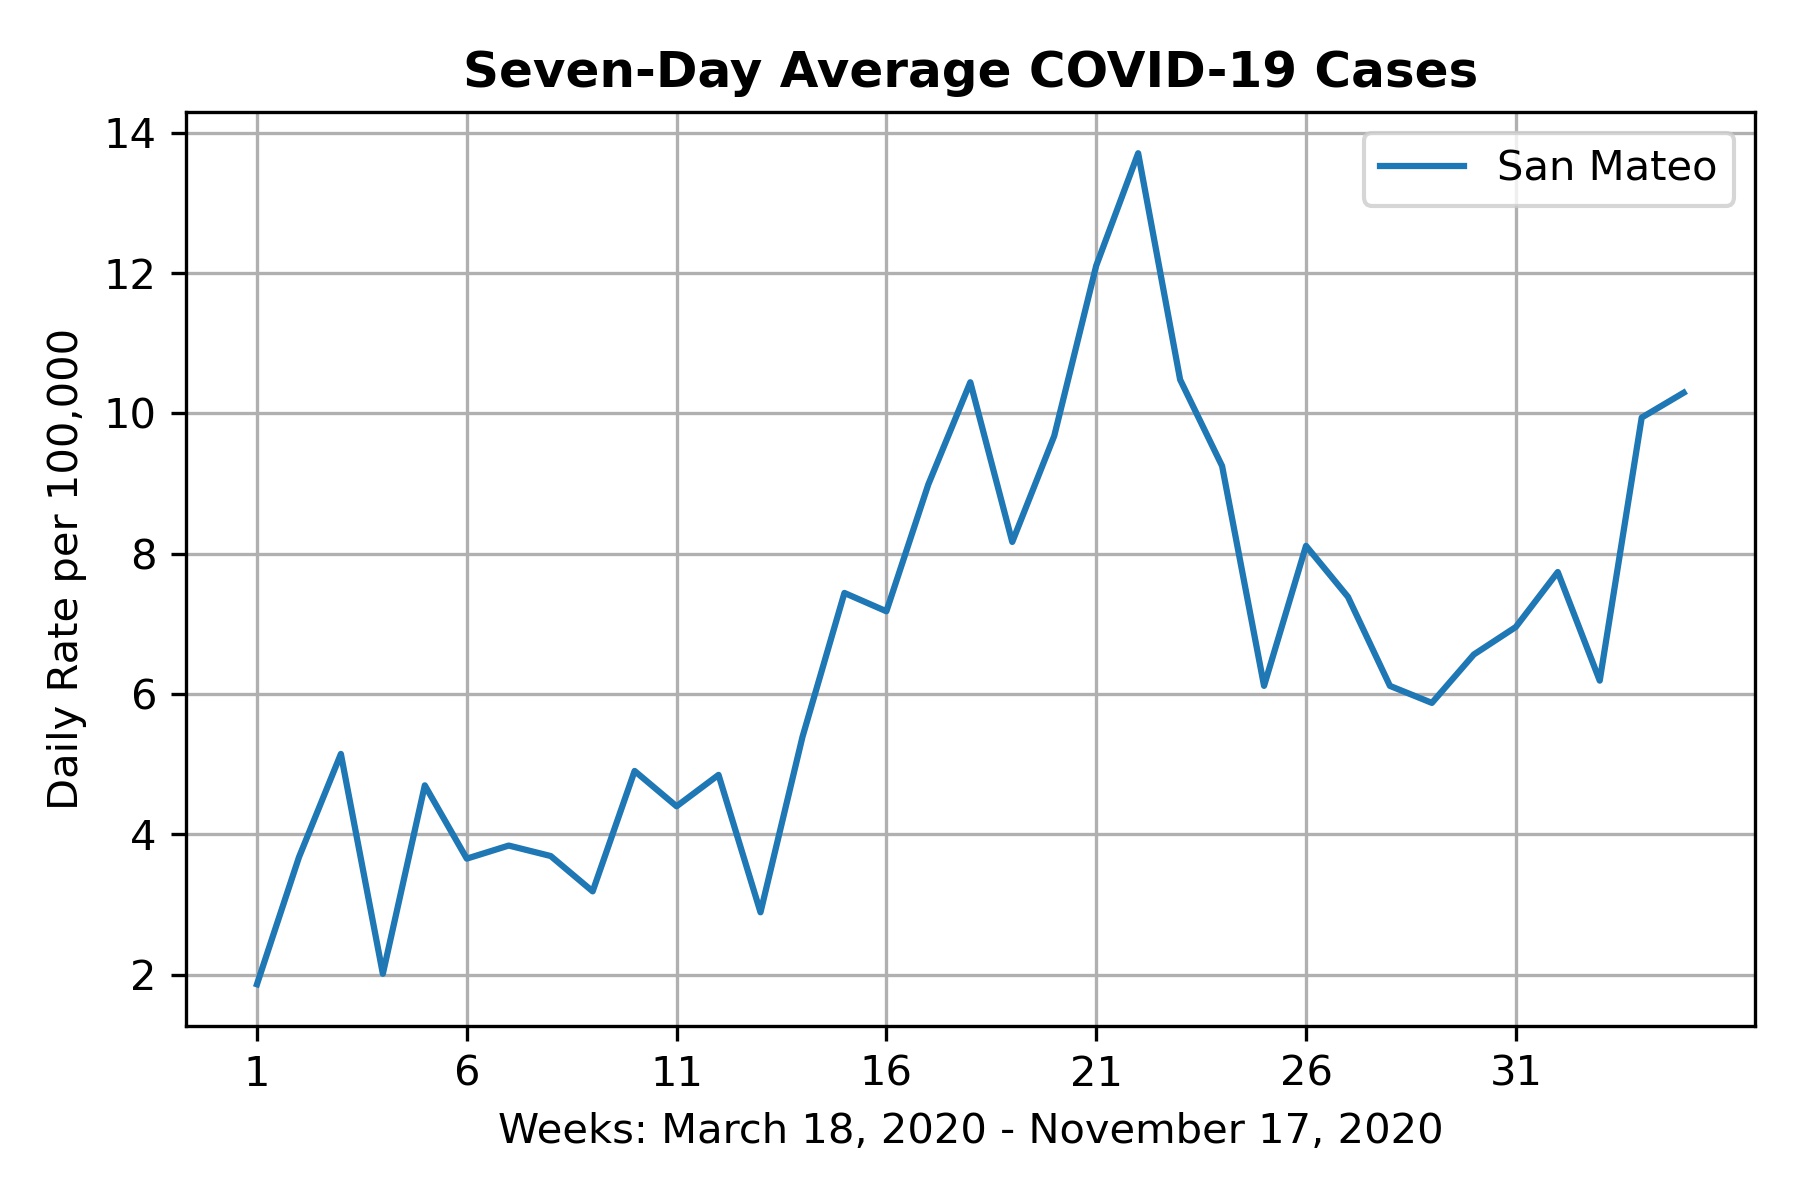 Seven-Day Average COVID-19 Cases
San Mateo
Daily Rate per 100,000
14
12
10
8
6
4
2
1 6 11 16 21 26 31
Weeks: March 18, 2020 - November 17, 2020